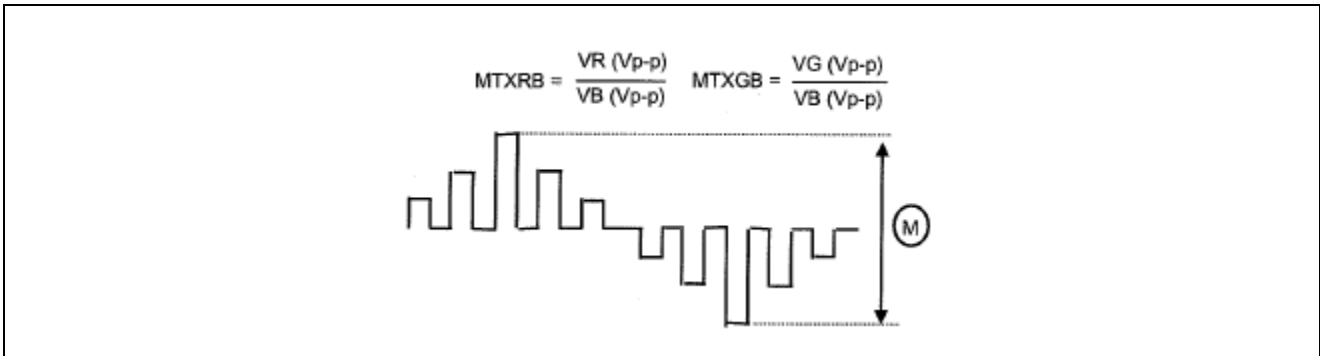 MTXRB = VR (Vp-p) / VB (Vp-p) MTXGB = VG (Vp-p) / VB (Vp-p)
M